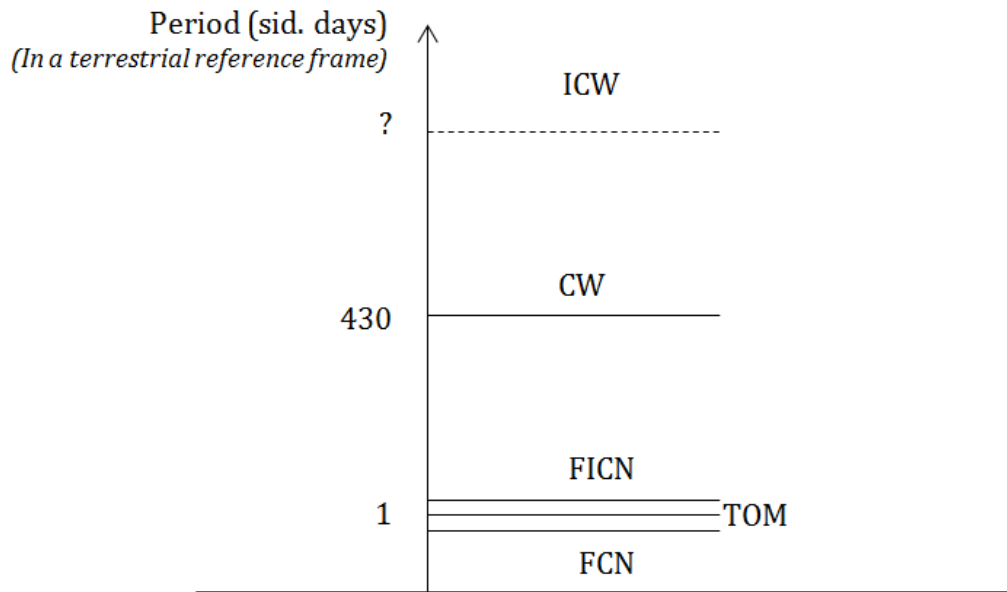 Period (sid. days)
(In a terrestrial reference frame)
ICW
?
CW
430
FICN
1
TOM
FCN